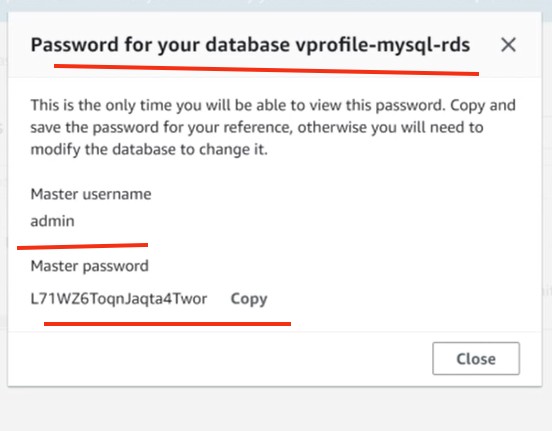 Password for your database vprofile-mysql-rds
This is the only time you will be able to view this password. Copy and
save the password for your reference, otherwise you will need to
modify the database to change it.
Master username
admin
Master password
L71WZ6ToqnJaqta4Twor Copy
Close